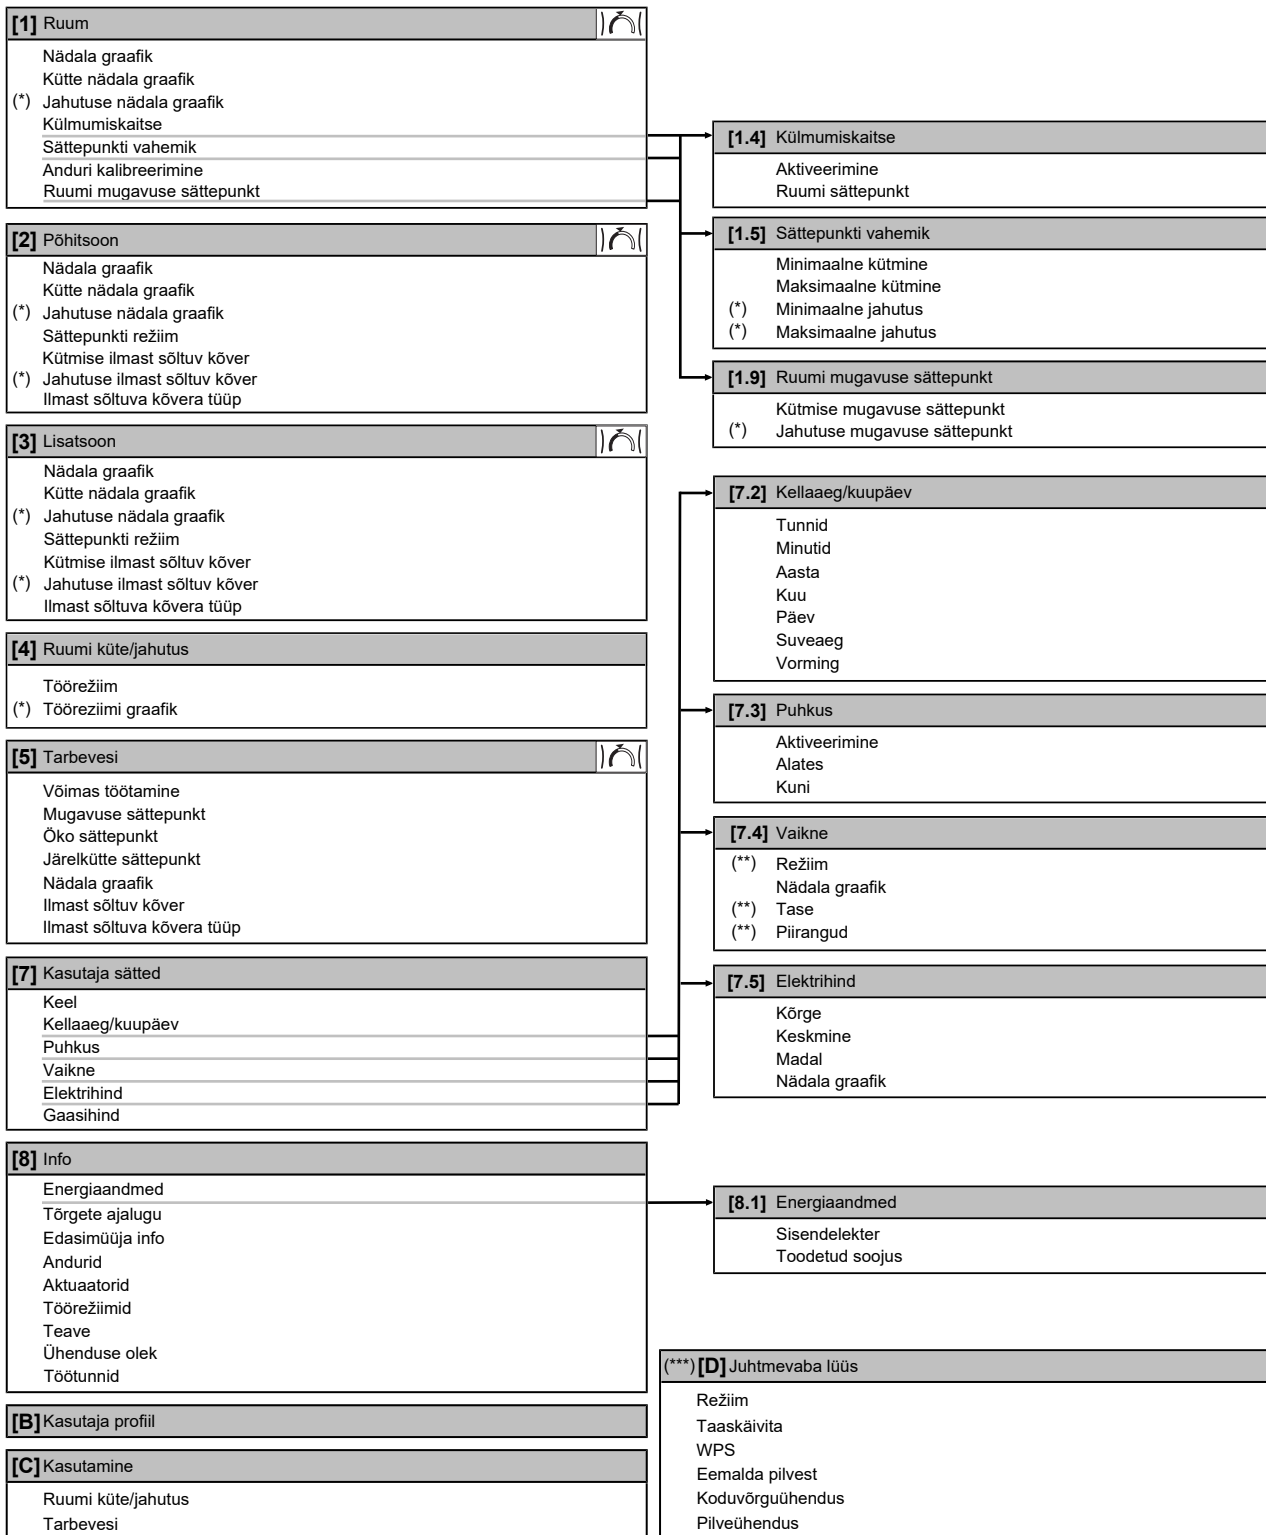 [1] Ruum
Nädala graafik
Kütte nädala graafik
(*) Jahutuse nädala graafik
Külmumiskaitse
Sättepunkti vahemik
Anduri kalibreerimine
Ruumi mugavuse sättepunkt
[2] Põhitsoon
Nädala graafik
Kütte nädala graafik
(*) Jahutuse nädala graafik
Sättepunkti režiim
Kütmise ilmast sõltuv kõver
(*) Jahutuse ilmast sõltuv kõver
Ilmast sõltuva kõvera tüüp
[3] Lisatsoon
Nädala graafik
Kütte nädala graafik
(*) Jahutuse nädala graafik
Sättepunkti režiim
Kütmise ilmast sõltuv kõver
(*) Jahutuse ilmast sõltuv kõver
Ilmast sõltuva kõvera tüüp
[4] Ruumi küte/jahutus
Töörežiim
(*) Tööreziimi graafik
[5] Tarbevesi
Võimas töötamine
Mugavuse sättepunkt
Öko sättepunkt
Järelkütte sättepunkt
Nädala graafik
Ilmast sõltuv kõver
Ilmast sõltuva kõvera tüüp
[7] Kasutaja sätted
Keel
Kellaaeg/kuupäev
Puhkus
Vaikne
Elektrihind
Gaasihind
[8] Info
Energiaandmed
Tõrgete ajalugu
Edasimüüja info
Andurid
Aktuaatorid
Töörežiimid
Teave
Ühenduse olek
Töötunnid
[B] Kasutaja profiil
[C] Kasutamine
Ruumi küte/jahutus
Tarbevesi
[1.4] Külmumiskaitse
Aktiveerimine
Ruumi sättepunkt
[1.5] Sättepunkti vahemik
Minimaalne kütmine
Maksimaalne kütmine
(*) Minimaalne jahutus
(*) Maksimaalne jahutus
[1.9] Ruumi mugavuse sättepunkt
Kütmise mugavuse sättepunkt
(*) Jahutuse mugavuse sättepunkt
[7.2] Kellaaeg/kuupäev
Tunnid
Minutid
Aasta
Kuu
Päev
Suveaeg
Vorming
[7.3] Puhkus
Aktiveerimine
Alates
Kuni
[7.4] Vaikne
(**) Režiim
Nädala graafik
(**) Tase
(**) Piirangud
[7.5] Elektrihind
Kõrge
Keskmine
Madal
Nädala graafik
[8.1] Energiaandmed
Sisendelekter
Toodetud soojus
(***) [D] Juhtmevaba lüüs
Režiim
Taaskäivita
WPS
Eemalda pilvest
Koduvõrguühendus
Pilveühendus